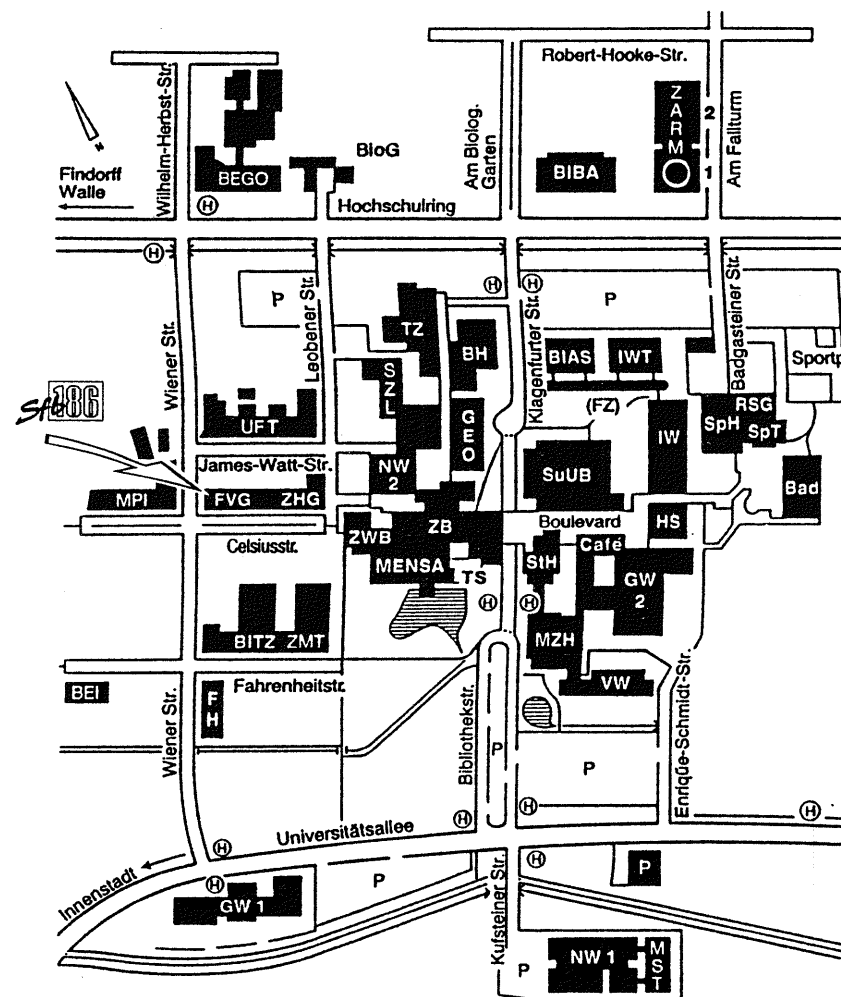 Robert-Hooke-Str.
Wilhelm-Herbst-Str.
Am Biolog.
Garten
ZARM
2
1
Am Fallturm
N
BioG
Findorff
Walle
BEGO
BIBA
H
Hochschulring
H
H
H
P
P
Wiener Str.
Leobener Str.
TZ
BH
Klagenfurter Str.
BIAS
IWT
Badgasteiner Str.
Sportp
Sfb 186
SZL
(FZ)
GEO
RSG
SpH
SpT
UFT
IW
James-Watt-Str.
NW
2
SuUB
Bad
MPI
FVG
ZHG
ZB
Boulevard
HS
Celsiusstr.
ZWB
Café
MENSA
TS
StH
GW
2
H
H
BITZ
ZMT
MZH
BEI
FH
Fahrenheitstr.
VW
Wiener Str.
Bibliothekstr.
P
P
Enriqüe-Schmidt-Str.
H
H
H
H
Universitätsallee
H
H
Innenstadt
P
P
GW 1
Kufsteiner Str.
P
NW 1
MST